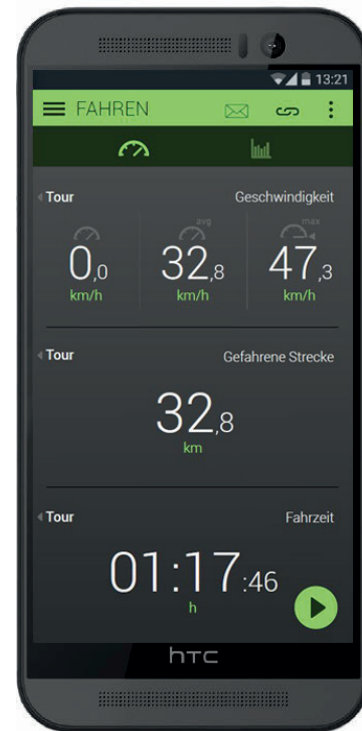 13:21
FAHREN
Tour Geschwindigkeit
avg max
0,0 32,8 47,3
km/h km/h km/h
Tour Gefahrene Strecke
32,8
km
Tour Fahrzeit
01:17:46
h
hTC